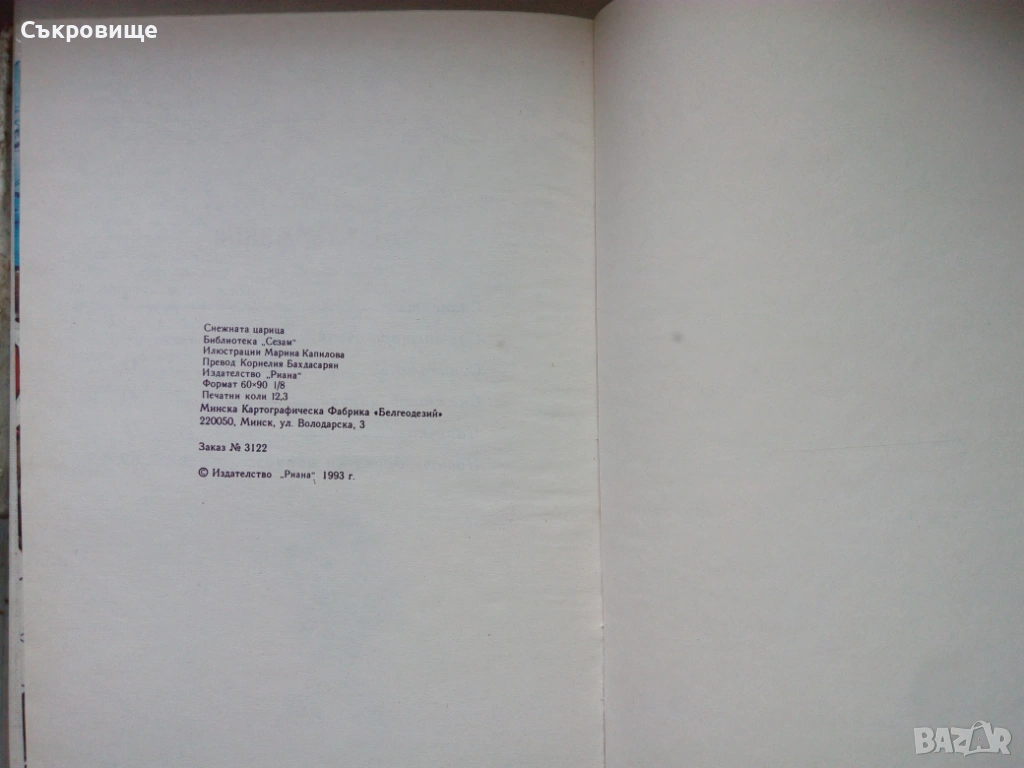 Съкровище
Снежната царица
Библиотека „Сезам“
Илюстрации Марина Капилова
Превод Корнелия Бахдасарян
Издателство „Риана“
Формат 60×90 1/8
Печатни коли 12,3
Минска Картографическа Фабрика «Белгеодезий»
220050, Минск, ул. Володарска, 3
Заказ № 3122
© Издателство „Риана“, 1993 г.
BAZAR